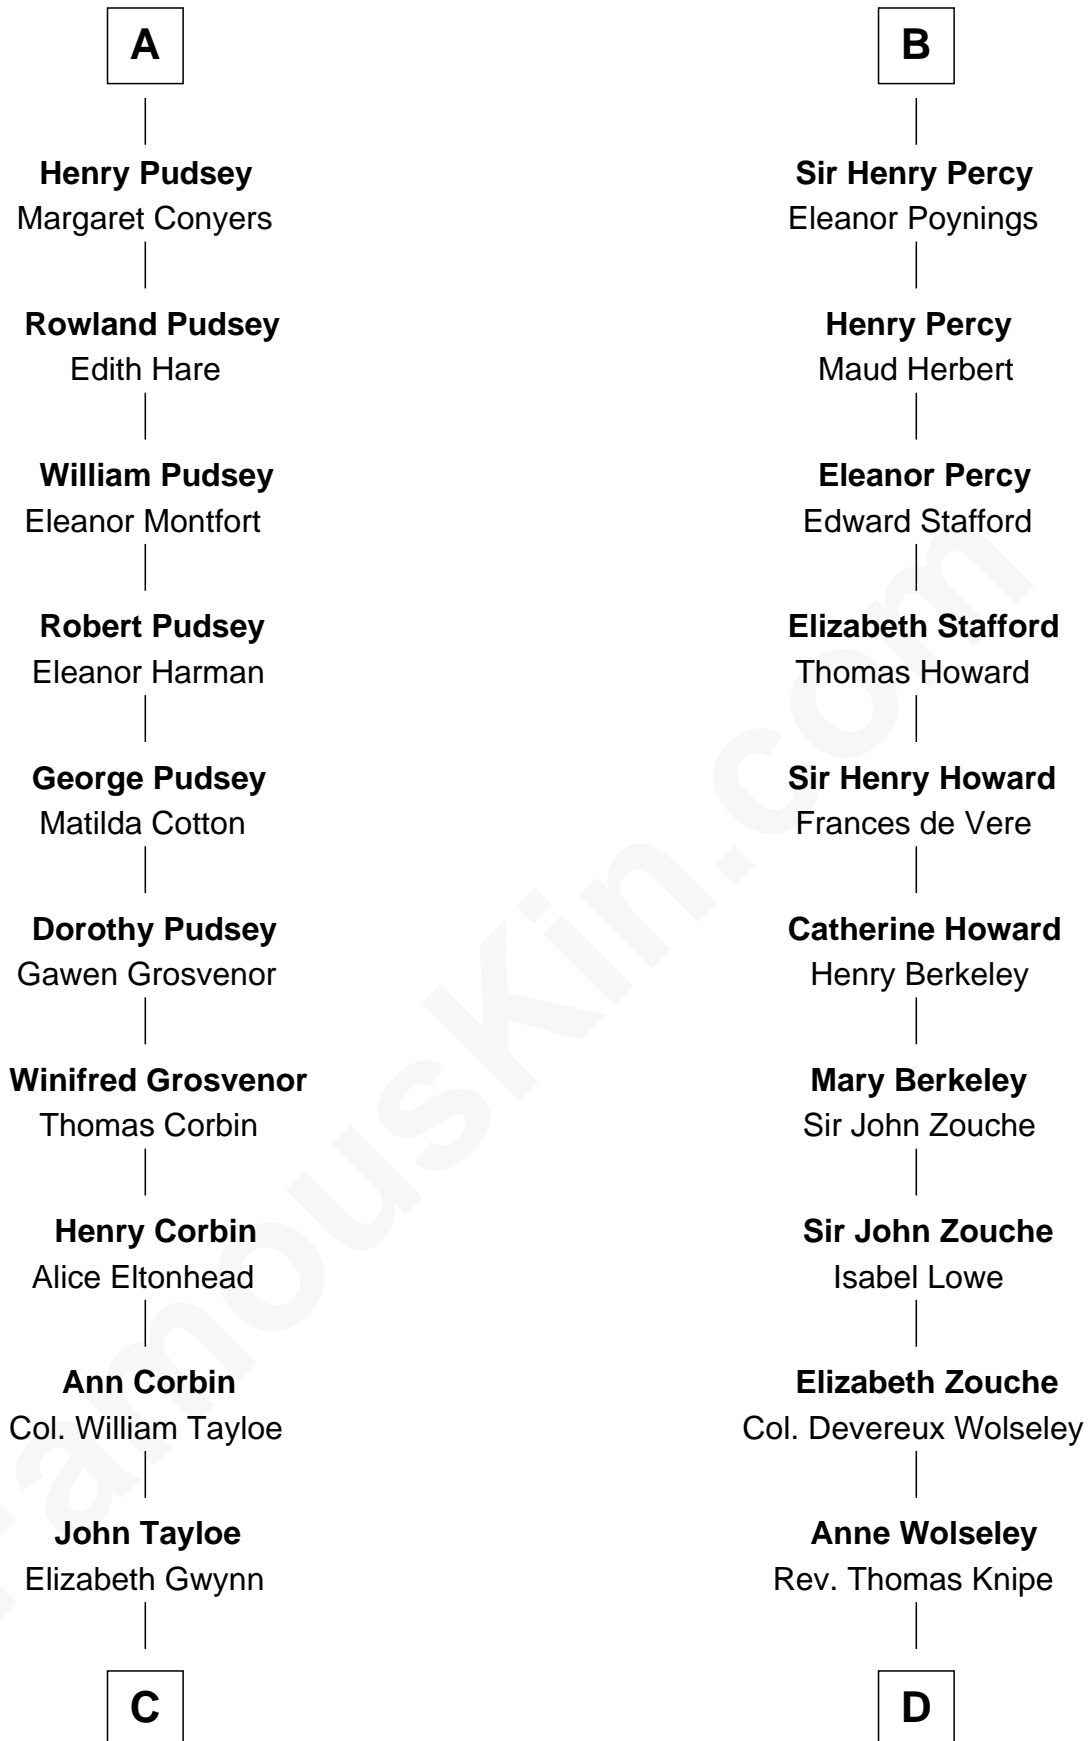 A
Henry Pudsey
Margaret Conyers
Rowland Pudsey
Edith Hare
William Pudsey
Eleanor Montfort
Robert Pudsey
Eleanor Harman
George Pudsey
Matilda Cotton
Dorothy Pudsey
Gawen Grosvenor
Winifred Grosvenor
Thomas Corbin
Henry Corbin
Alice Eltonhead
Ann Corbin
Col. William Tayloe
John Tayloe
Elizabeth Gwynn
C
B
Sir Henry Percy
Eleanor Poynings
Henry Percy
Maud Herbert
Eleanor Percy
Edward Stafford
Elizabeth Stafford
Thomas Howard
Sir Henry Howard
Frances de Vere
Catherine Howard
Henry Berkeley
Mary Berkeley
Sir John Zouche
Sir John Zouche
Isabel Lowe
Elizabeth Zouche
Col. Devereux Wolseley
Anne Wolseley
Rev. Thomas Knipe
D
FamousKin.com